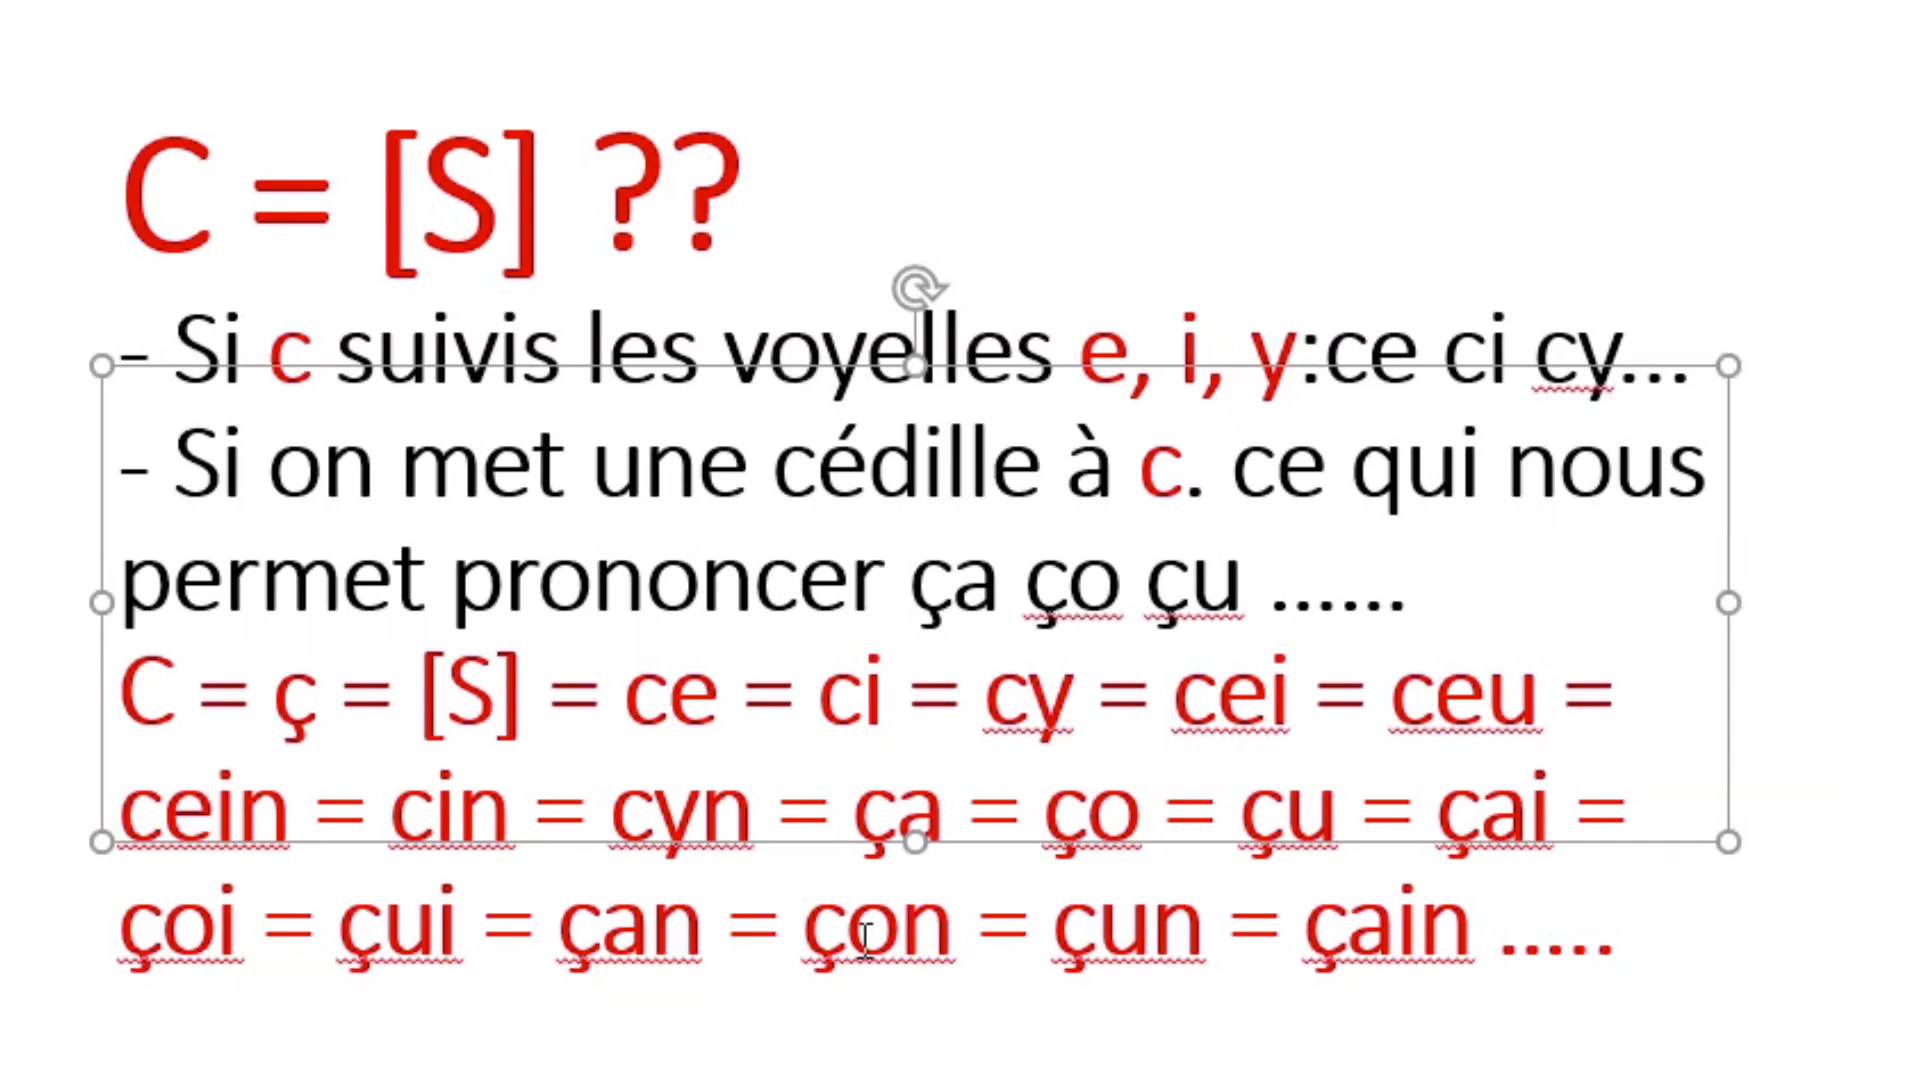 C = [S] ??
- Si c suivis les voyelles e, i, y:ce ci cy...
- Si on met une cédille à c. ce qui nous
permet prononcer ça ço çu ......
C = ç = [S] = ce = ci = cy = cei = ceu =
cein = cin = cyn = ça = ço = çu = çai =
çoi = çui = çan = çon = çun = çain .....